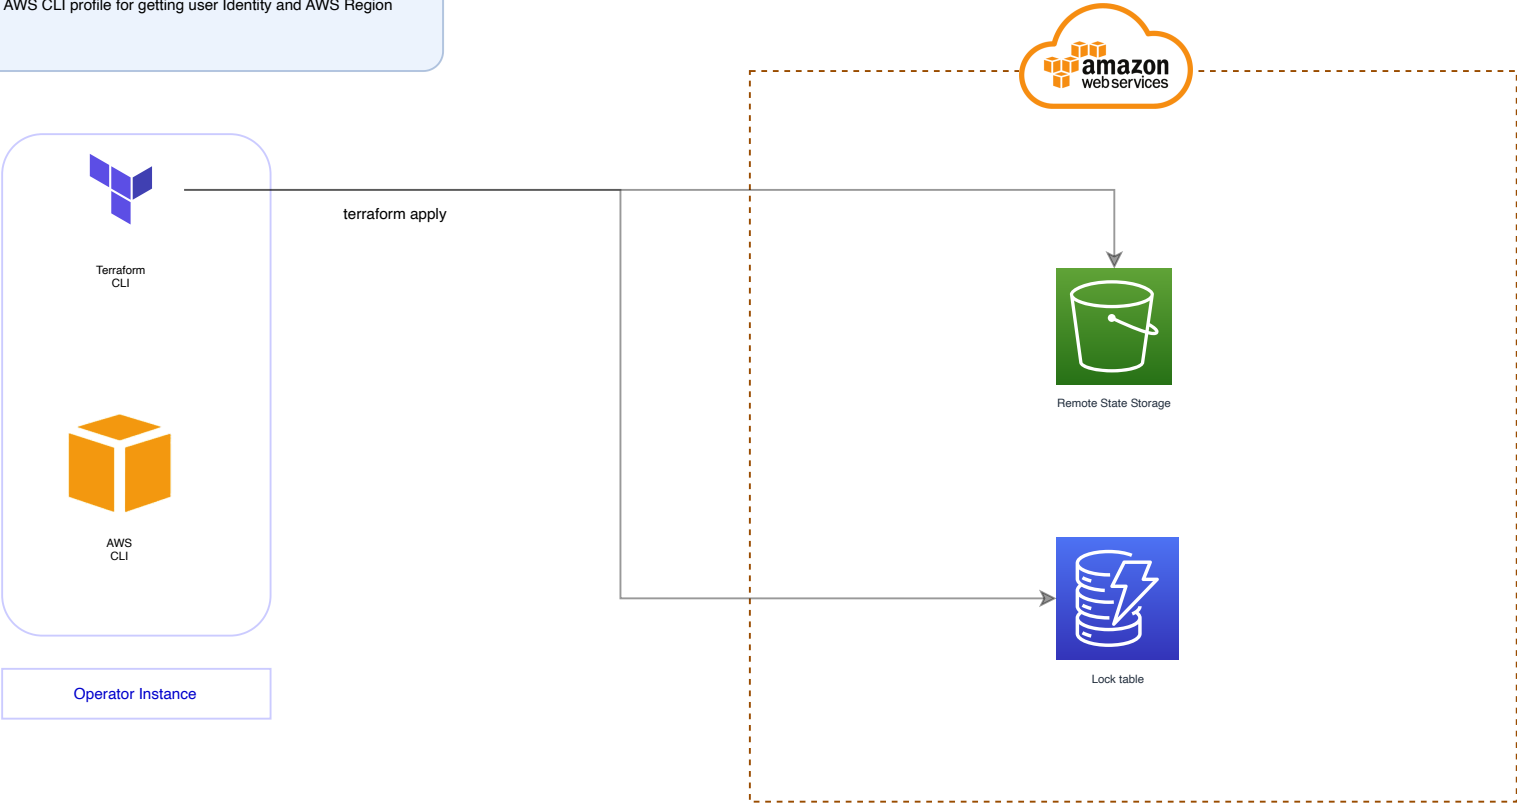 AWS CLI profile for getting user Identity and AWS Region
amazon
web services
terraform apply
Terraform
CLI
Remote State Storage
AWS
CLI
Lock table
Operator Instance